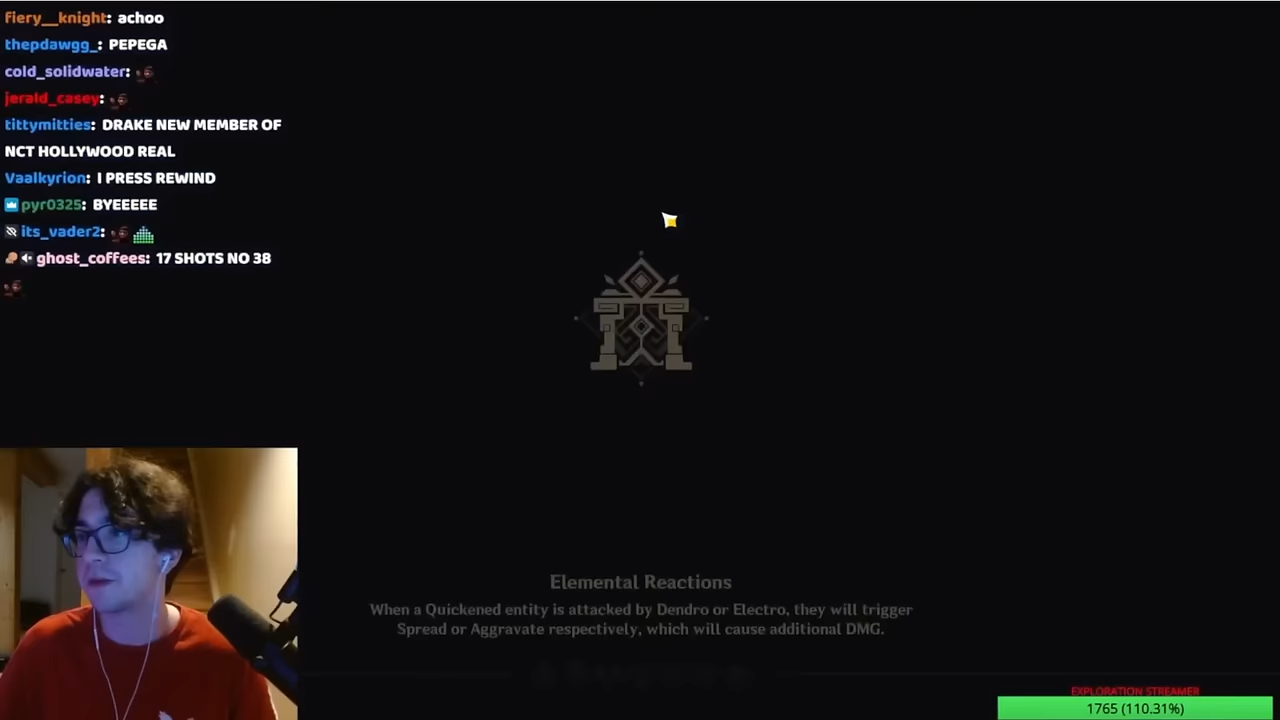 fiery__knight: achoo
thepdawgg_: PEPEGA
cold_solidwater:
jerald_casey:
tittymitties: DRAKE NEW MEMBER OF
NCT HOLLYWOOD REAL
Vaalkyrion: I PRESS REWIND
pyr0325: BYEEEEE
its_vader2:
ghost_coffees: 17 SHOTS NO 38
Elemental Reactions
When a Quickened entity is attacked by Dendro or Electro, they will trigger
Spread or Aggravate respectively, which will cause additional DMG.
EXPLORATION STREAMER
1765 (110.31%)